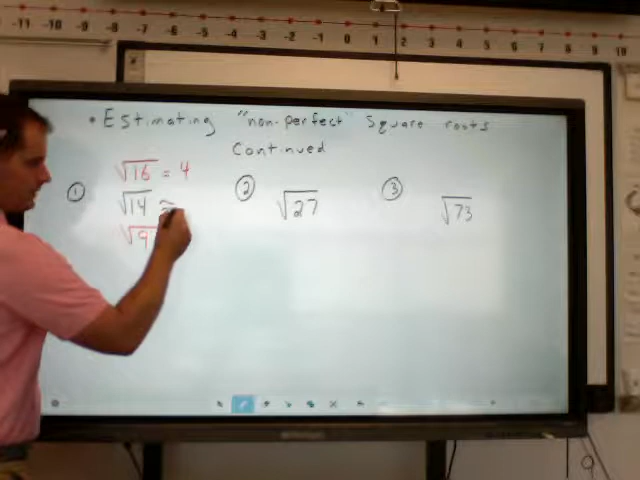 -11 -10 -9 -8 -7 -6 -5 -4 -3 -2 -1 0 1 2 3 4 5 6 7 8 9 10
• Estimating "non-perfect" Square roots
Continued
√16 = 4
① √14 ≈
√9
② √27
③ √73